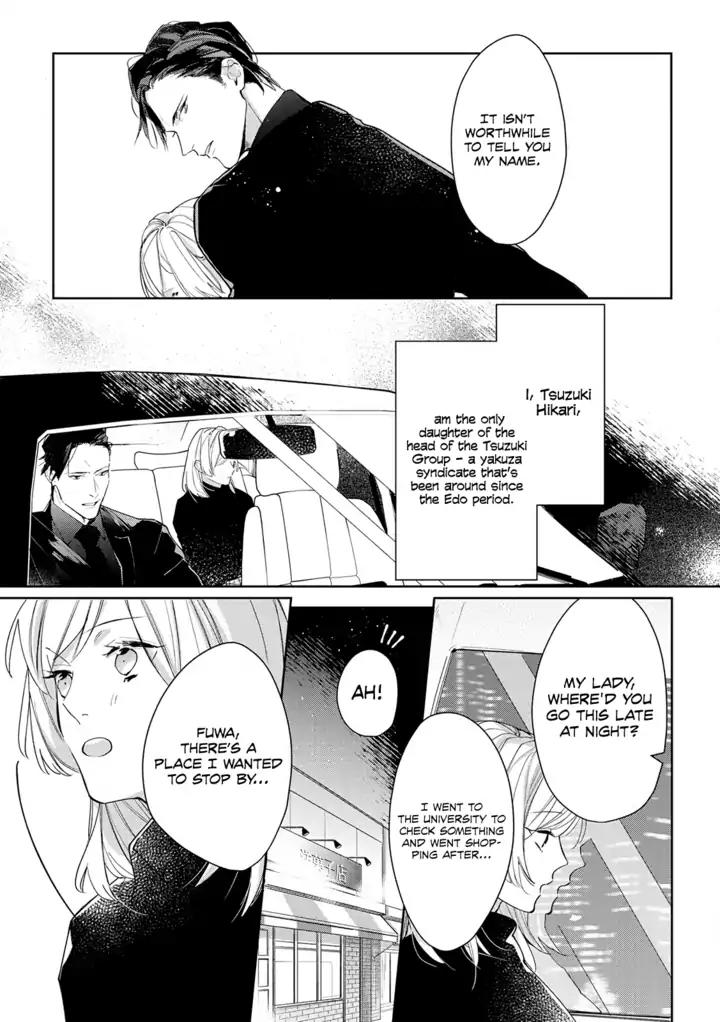 IT ISN'T
WORTHWHILE
TO TELL YOU
MY NAME.
I, Tsuzuki
Hikari,
am the only
daughter of the
head of the Tsuzuki
Group - a yakuza
syndicate that's
been around since
the Edo period.
MY LADY,
WHERE'D YOU
GO THIS LATE
AT NIGHT?
I WENT TO
THE UNIVERSITY TO
CHECK SOMETHING
AND WENT SHOP-
PING AFTER...
AH!
菓子店
FUWA,
THERE'S A
PLACE I WANTED
TO STOP BY...